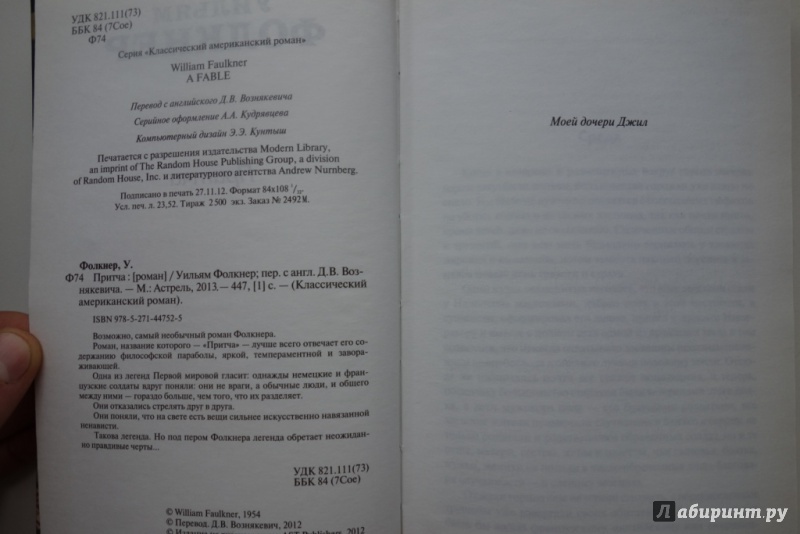 УДК 821.111(73)
ББК 84 (7Сое)
Ф74
Серия «Классический американский роман»
William Faulkner
A FABLE
Перевод с английского Д.В. Вознякевича
Серийное оформление А.А. Кудрявцева
Компьютерный дизайн Э.Э. Кунтыш
Печатается с разрешения издательства Modern Library,
an imprint of The Random House Publishing Group, a division
of Random House, Inc. и литературного агентства Andrew Nurnberg.
Подписано в печать 27.11.12. Формат 84x108 1/32.
Усл. печ. л. 23,52. Тираж 2 500 экз. Заказ № 2492М.
Фолкнер, У.
Ф74 Притча : [роман] / Уильям Фолкнер; пер. с англ. Д.В. Воз-
някевича. — М.: Астрель, 2013.— 447, [1] с. — (Классический
американский роман).
ISBN 978-5-271-44752-5
Возможно, самый необычный роман Фолкнера.
Роман, название которого — «Притча» — лучше всего отвечает его со-
держанию философской параболы, яркой, темпераментной и завора-
живающей.
Одна из легенд Первой мировой гласит: однажды немецкие и фран-
цузские солдаты вдруг поняли: они не враги, а обычные люди, и общего
между ними — гораздо больше, чем того, что их разделяет.
Они отказались стрелять друг в друга.
Они поняли, что на свете есть вещи сильнее искусственно навязанной
ненависти.
Такова легенда. Но под пером Фолкнера легенда обретает неожидан-
но правдивые черты...
УДК 821.111(73)
ББК 84 (7Сое)
© William Faulkner, 1954
© Перевод. Д.В. Вознякевич, 2012
AST Publishers, 2012
Моей дочери Джил
Лабиринт.ру